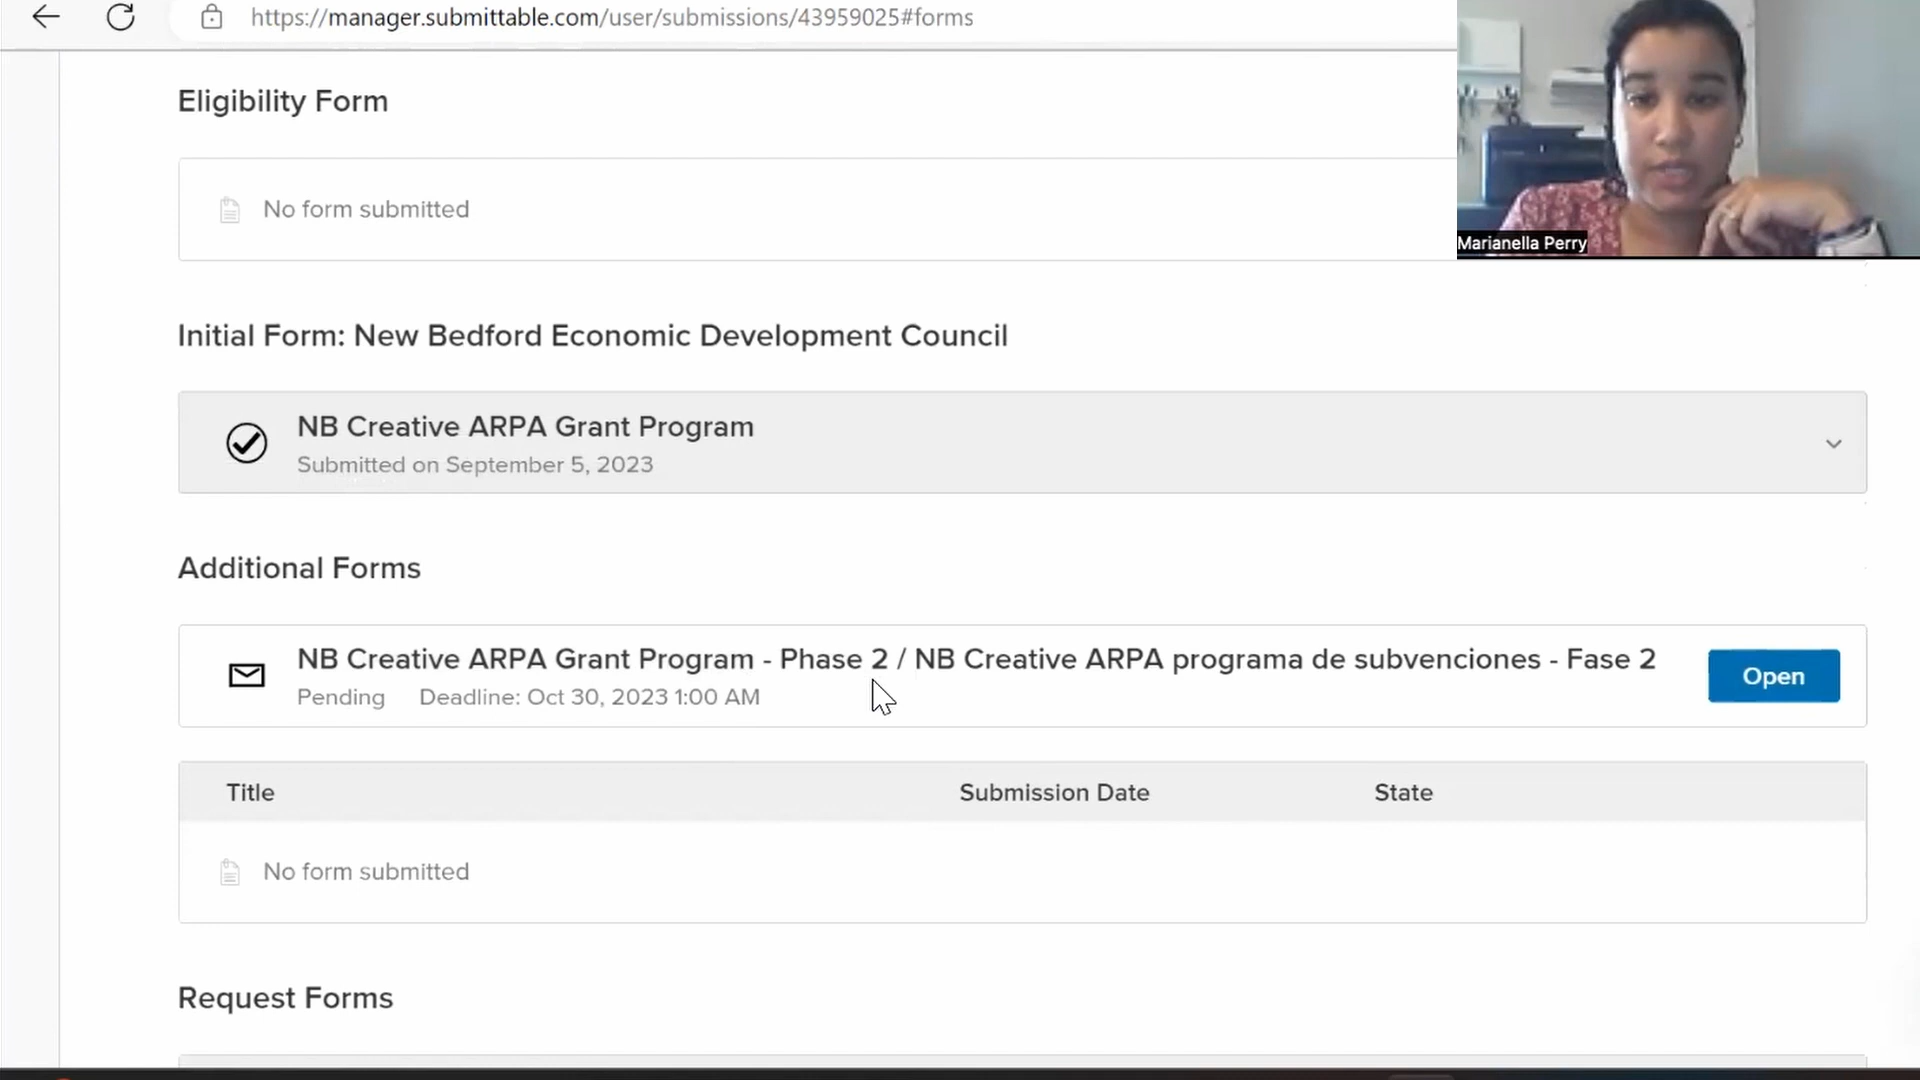 https://manager.submittable.com/user/submissions/43959025#forms
Eligibility Form
No form submitted
Marianella Perry
Initial Form: New Bedford Economic Development Council
NB Creative ARPA Grant Program
Submitted on September 5, 2023
Additional Forms
NB Creative ARPA Grant Program - Phase 2 / NB Creative ARPA programa de subvenciones - Fase 2
Pending Deadline: Oct 30, 2023 1:00 AM
Open
Title Submission Date State
No form submitted
Request Forms